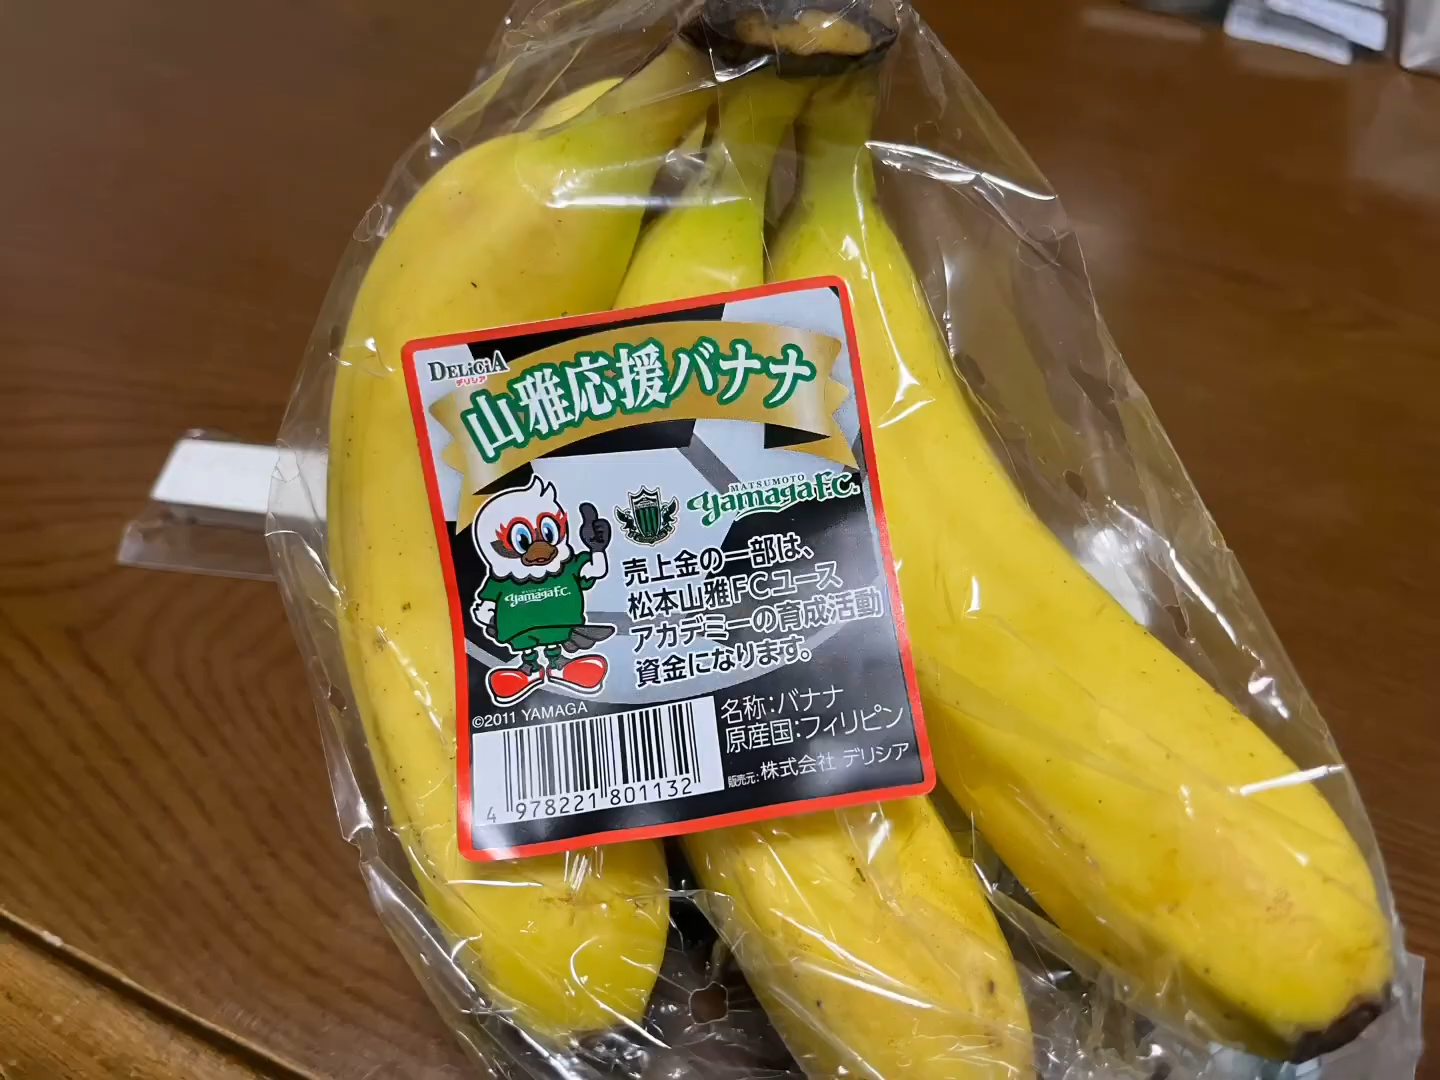 DELiCiA
デリシア
山雅応援バナナ
MATSUMOTO
yamaga F.C.
売上金の一部は、
松本山雅FCユース
アカデミーの育成活動
資金になります。
yamaga F.C.
©2011 YAMAGA
名称:バナナ
原産国:フィリピン
販売元:株式会社 デリシア
4 978221 801132